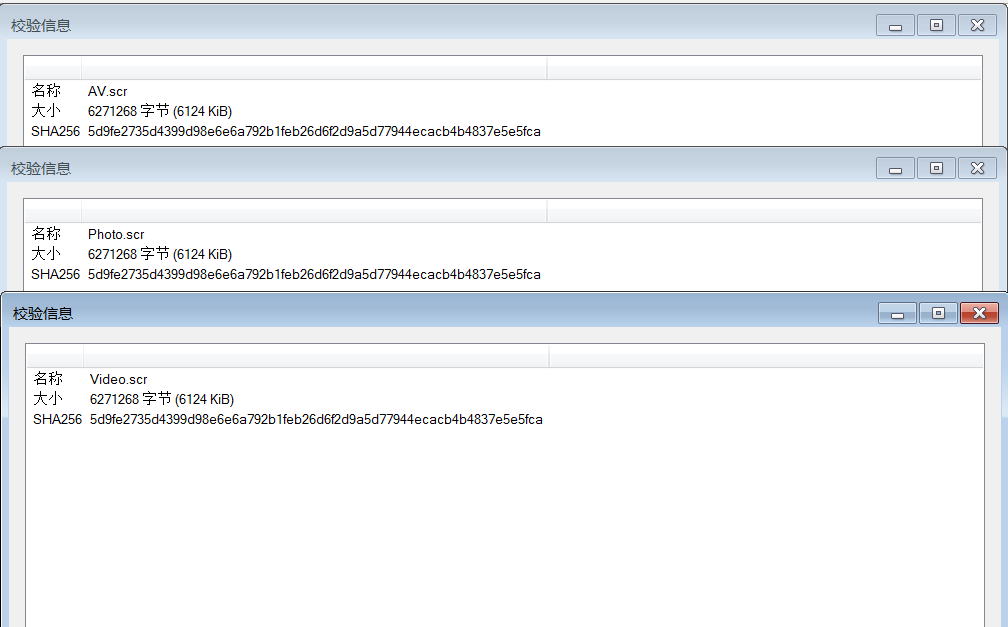 校验信息
名称 AV.scr
大小 6271268 字节 (6124 KiB)
SHA256 5d9fe2735d4399d98e6e6a792b1feb26d6f2d9a5d77944ecacb4b4837e5e5fca
校验信息
名称 Photo.scr
大小 6271268 字节 (6124 KiB)
SHA256 5d9fe2735d4399d98e6e6a792b1feb26d6f2d9a5d77944ecacb4b4837e5e5fca
校验信息
名称 Video.scr
大小 6271268 字节 (6124 KiB)
SHA256 5d9fe2735d4399d98e6e6a792b1feb26d6f2d9a5d77944ecacb4b4837e5e5fca